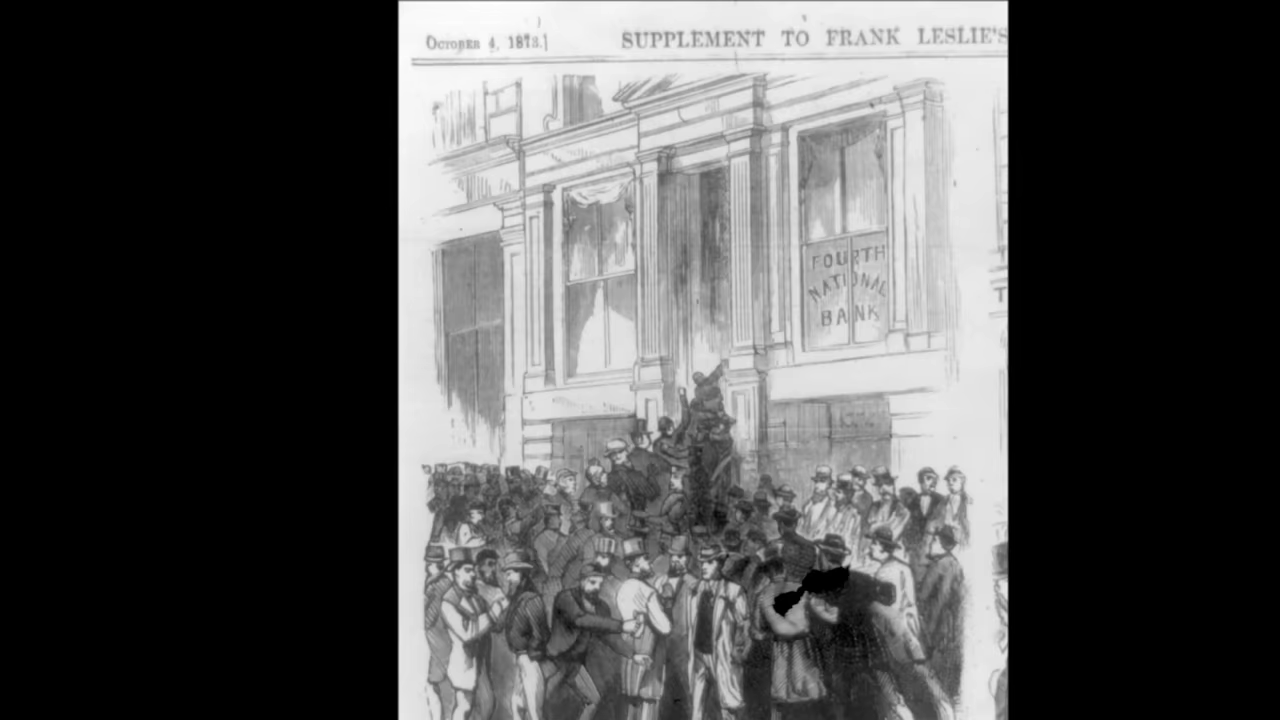 October 4, 1873.]
SUPPLEMENT TO FRANK LESLIE'S
FOURTH
NATIONAL
BANK